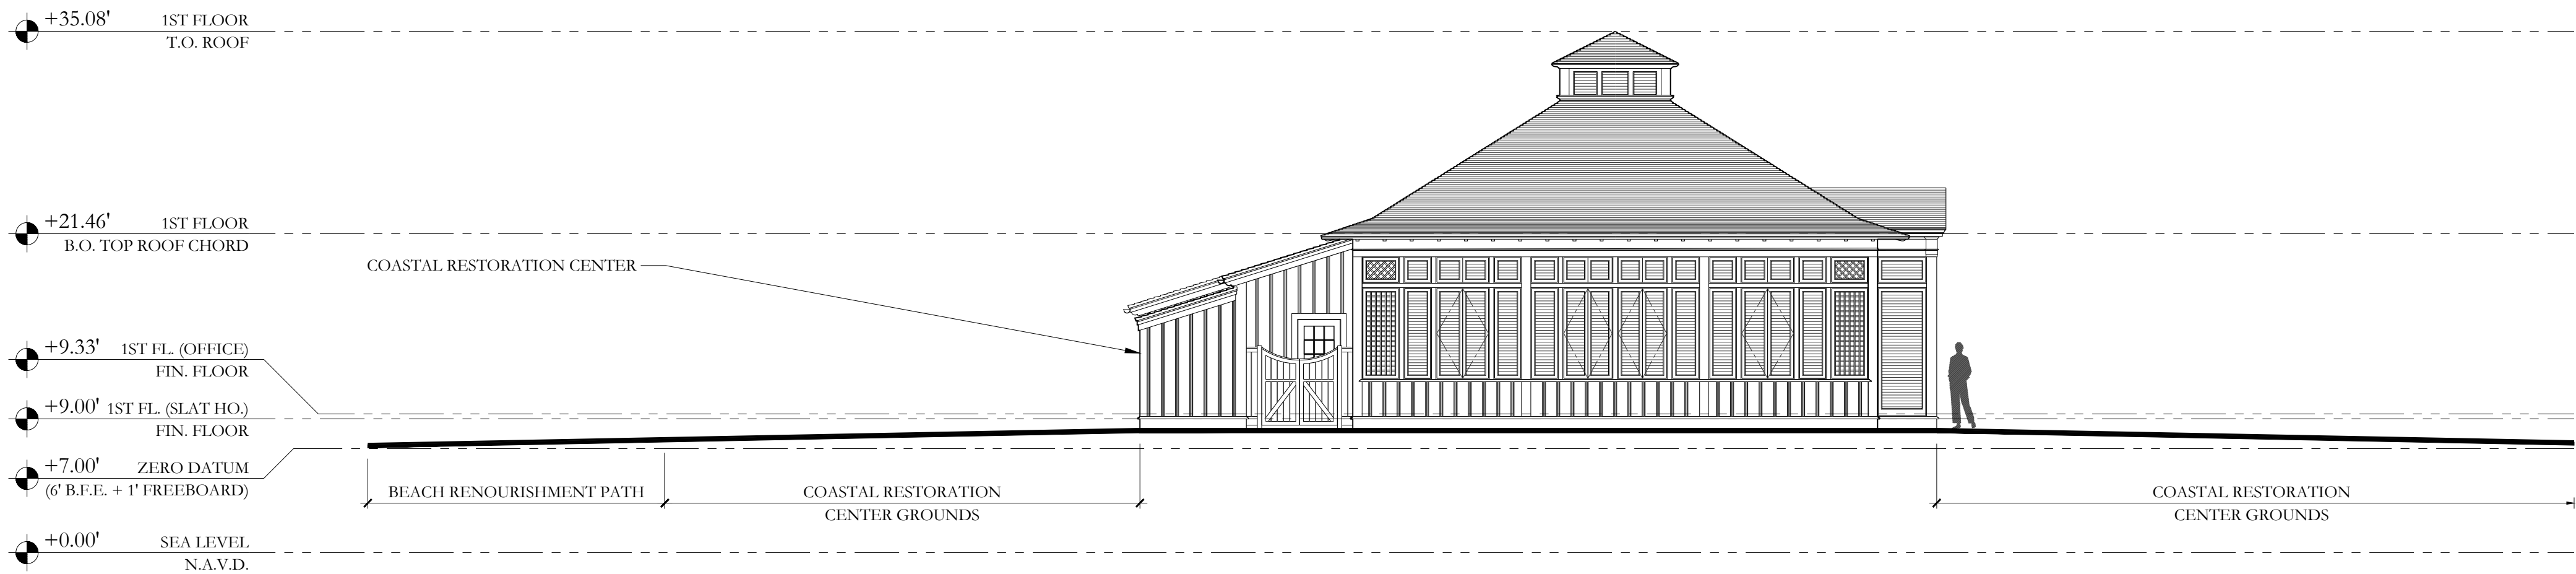 +35.08' 1ST FLOOR
T.O. ROOF
+21.46' 1ST FLOOR
B.O. TOP ROOF CHORD
COASTAL RESTORATION CENTER
+9.33' 1ST FL. (OFFICE)
FIN. FLOOR
+9.00' 1ST FL. (SLAT HO.)
FIN. FLOOR
+7.00' ZERO DATUM
(6' B.F.E. + 1' FREEBOARD)
BEACH RENOURISHMENT PATH
COASTAL RESTORATION
CENTER GROUNDS
COASTAL RESTORATION
CENTER GROUNDS
+0.00' SEA LEVEL
N.A.V.D.